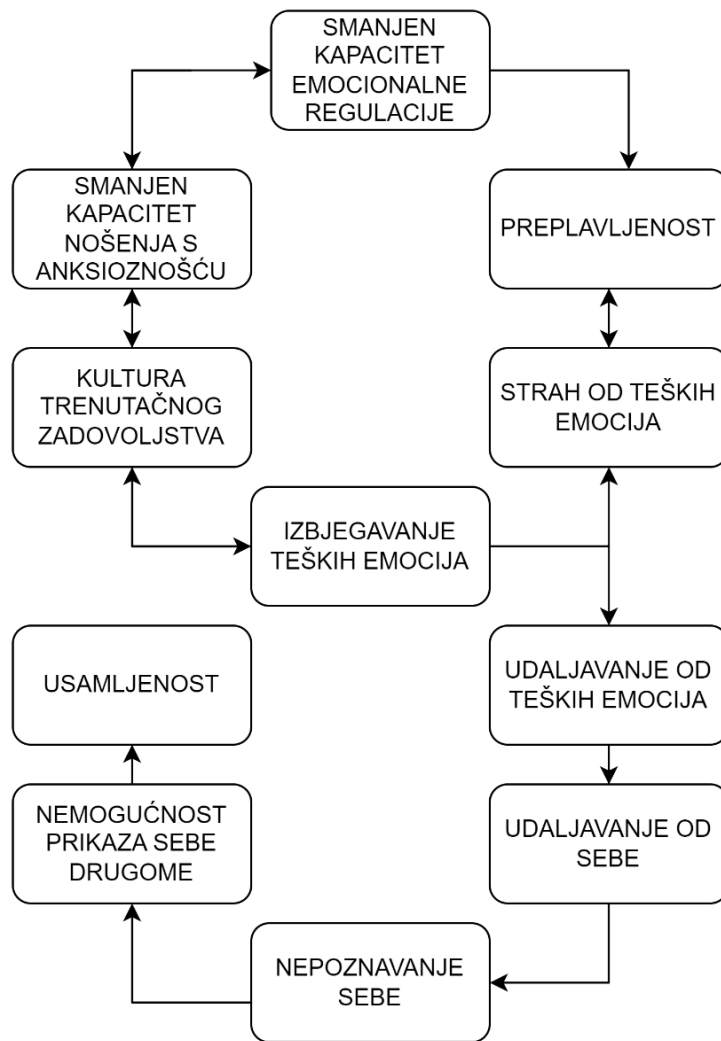 SMANJEN
KAPACITET
EMOCIONALNE
REGULACIJE
SMANJEN
KAPACITET
NOŠENJA S
ANKSIOZNOŠĆU
PREPLAVLJENOST
KULTURA
TRENUTAČNOG
ZADOVOLJSTVA
STRAH OD TEŠKIH
EMOCIJA
IZBJEGAVANJE
TEŠKIH EMOCIJA
USAMLJENOST
UDALJAVANJE OD
TEŠKIH EMOCIJA
NEMOGUĆNOST
PRIKAZA SEBE
DRUGOME
UDALJAVANJE OD
SEBE
NEPOZNAVANJE
SEBE